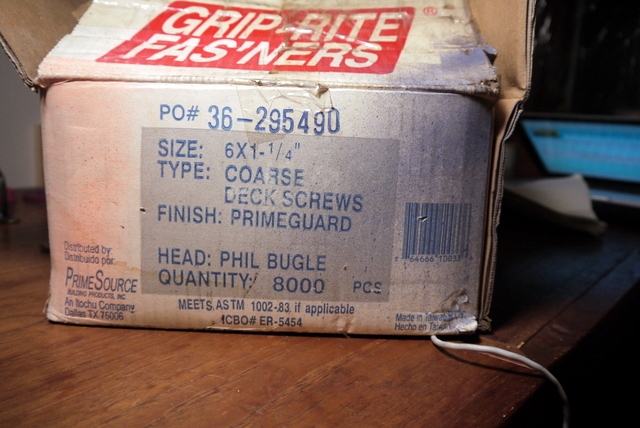 GRIP-RITE ®
FAS'NERS
PO# 36-295490
SIZE: 6X1-1/4"
TYPE: COARSE
DECK SCREWS
FINISH: PRIMEGUARD
HEAD: PHIL BUGLE
QUANTITY: 8000 PCS
Distributed by:
Distribuido por:
PRIMESOURCE
BUILDING PRODUCTS, INC
An Itochu Company
Dallas TX 75006
MEETS ASTM 1002-83 if applicable
ICBO# ER-5454
Made in Taiwan
Hecho en